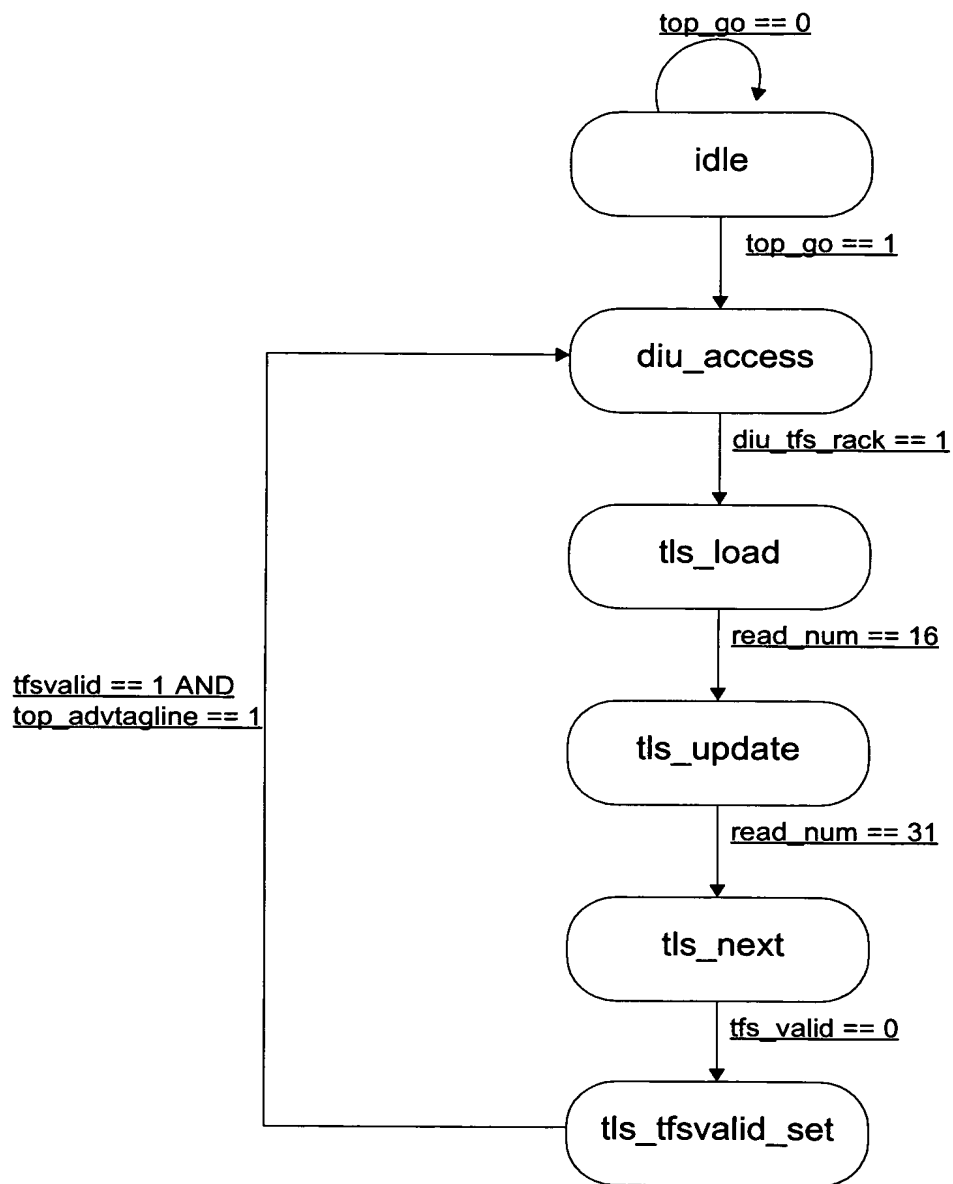 top_go == 0
idle
top_go == 1
diu_access
diu_tfs_rack == 1
tls_load
read_num == 16
tfsvalid == 1 AND
top_advtagline == 1
tls_update
read_num == 31
tls_next
tfs_valid == 0
tls_tfsvalid_set